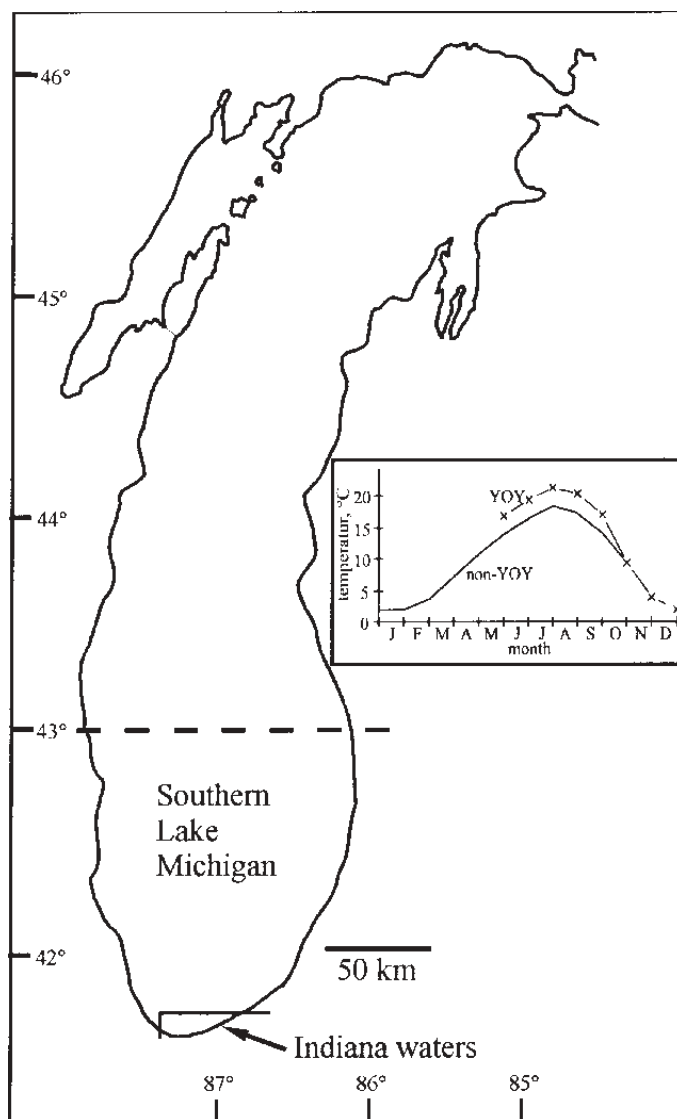 46°
45°
44°
43°
42°
Southern
Lake
Michigan
50 km
Indiana waters
87° 86° 85°
temperatur, °C
20
15
10
5
0
YOY
non-YOY
J F M A M J J A S O N D
month